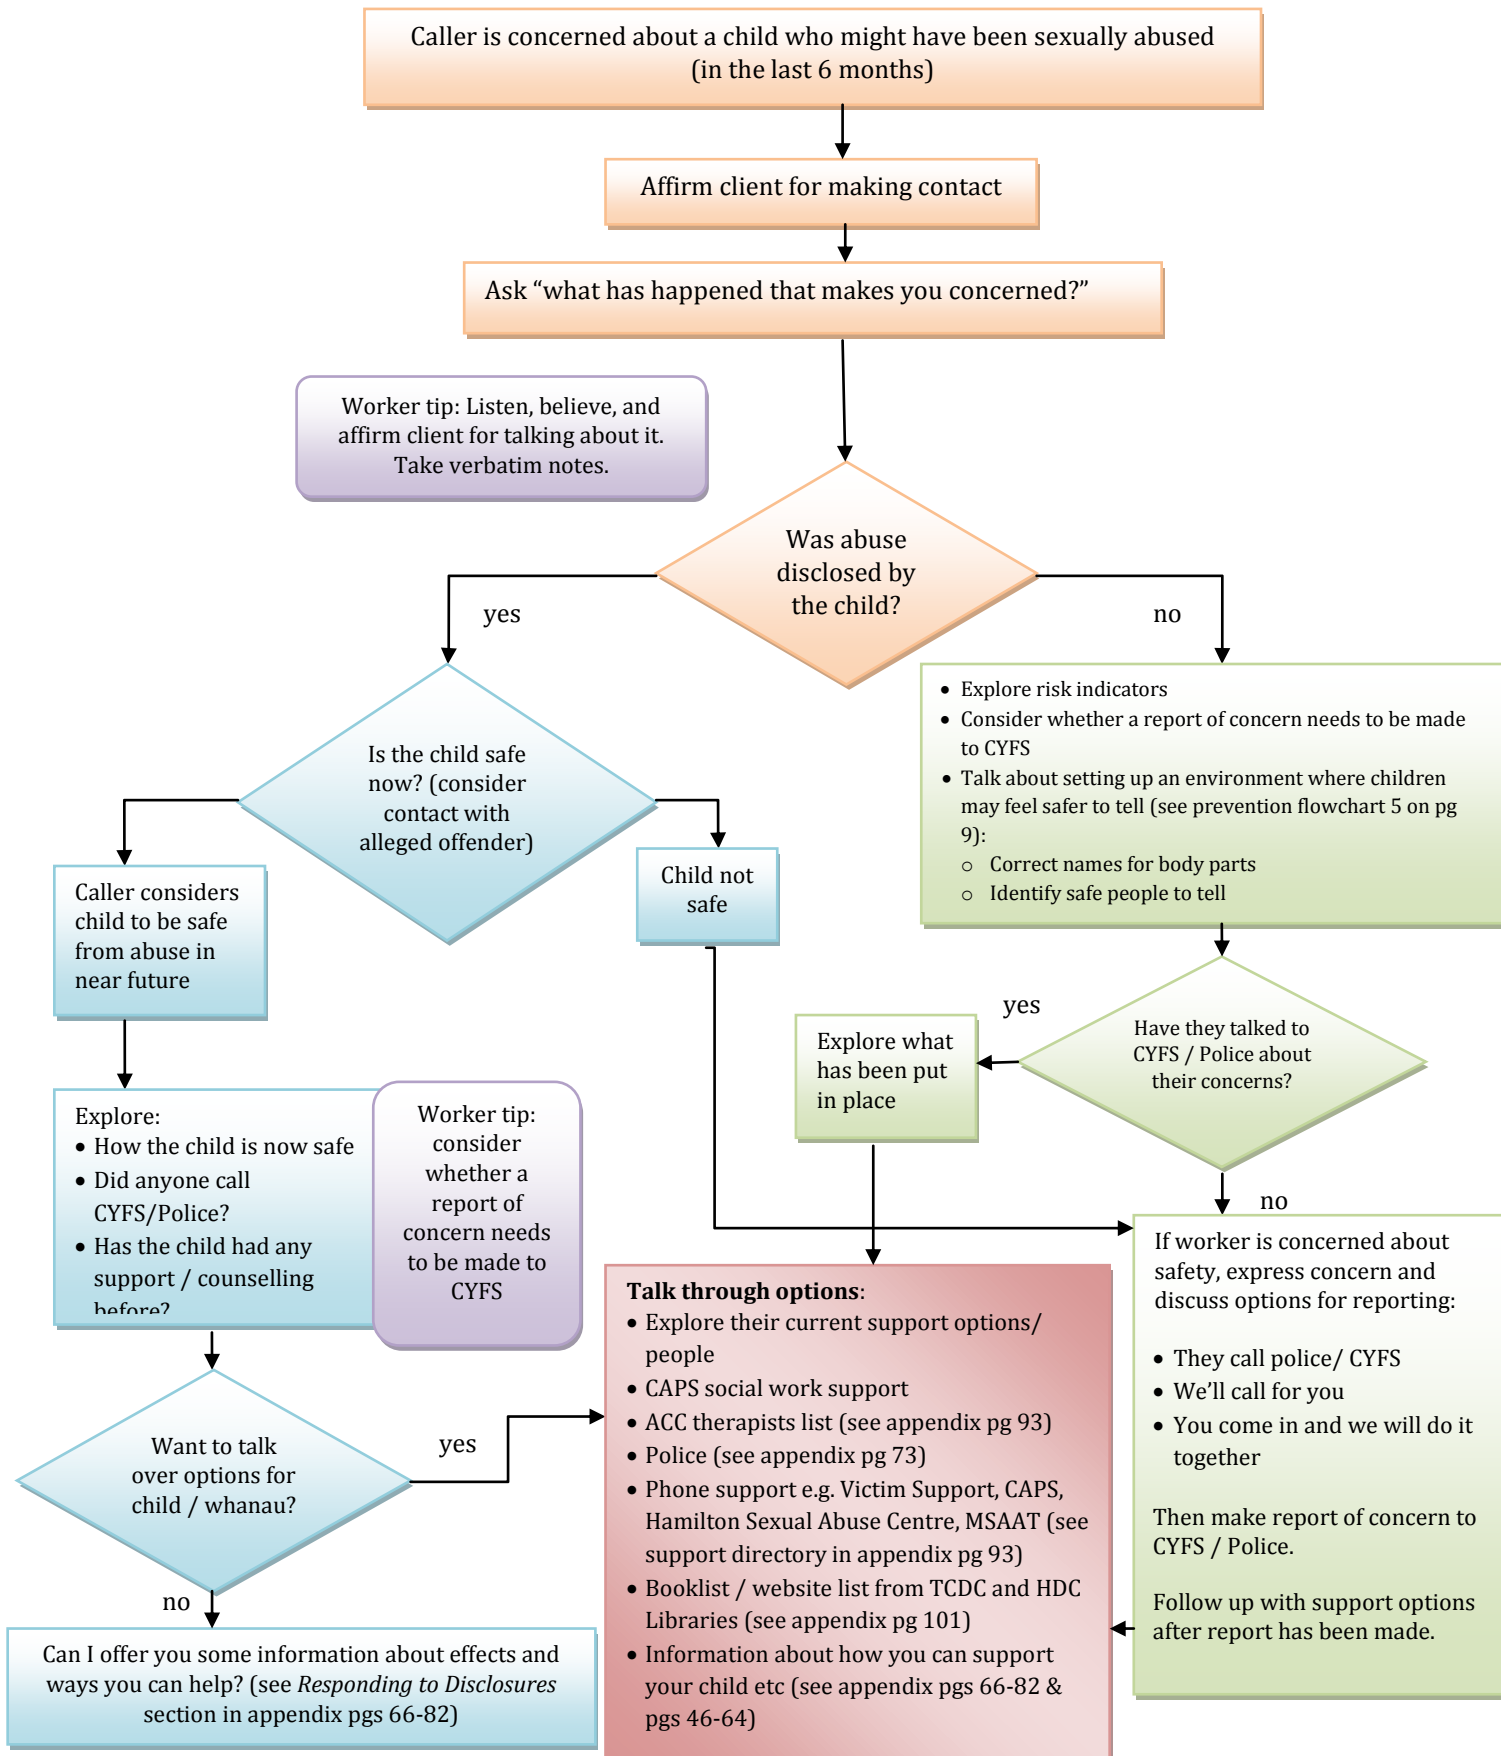 Caller is concerned about a child who might have been sexually abused
(in the last 6 months)
Affirm client for making contact
Ask “what has happened that makes you concerned?”
Worker tip: Listen, believe, and
affirm client for talking about it.
Take verbatim notes.
Was abuse
disclosed by
the child?
yes
no
Is the child safe
now? (consider
contact with
alleged offender)
• Explore risk indicators
• Consider whether a report of concern needs to be made
to CYFS
• Talk about setting up an environment where children
may feel safer to tell (see prevention flowchart 5 on pg
9):
o Correct names for body parts
o Identify safe people to tell
Caller considers
child to be safe
from abuse in
near future
Child not
safe
Have they talked to
CYFS / Police about
their concerns?
yes
no
Explore what
has been put
in place
Explore:
• How the child is now safe
• Did anyone call
CYFS/Police?
• Has the child had any
support / counselling
before?
Worker tip:
consider
whether a
report of
concern needs
to be made to
CYFS
If worker is concerned about
safety, express concern and
discuss options for reporting:
• They call police/ CYFS
• We’ll call for you
• You come in and we will do it
together
Then make report of concern to
CYFS / Police.
Follow up with support options
after report has been made.
Want to talk
over options for
child / whanau?
yes
no
Talk through options:
• Explore their current support options/
people
• CAPS social work support
• ACC therapists list (see appendix pg 93)
• Police (see appendix pg 73)
• Phone support e.g. Victim Support, CAPS,
Hamilton Sexual Abuse Centre, MSAAT (see
support directory in appendix pg 93)
• Booklist / website list from TCDC and HDC
Libraries (see appendix pg 101)
• Information about how you can support
your child etc (see appendix pgs 66-82 &
pgs 46-64)
Can I offer you some information about effects and
ways you can help? (see Responding to Disclosures
section in appendix pgs 66-82)